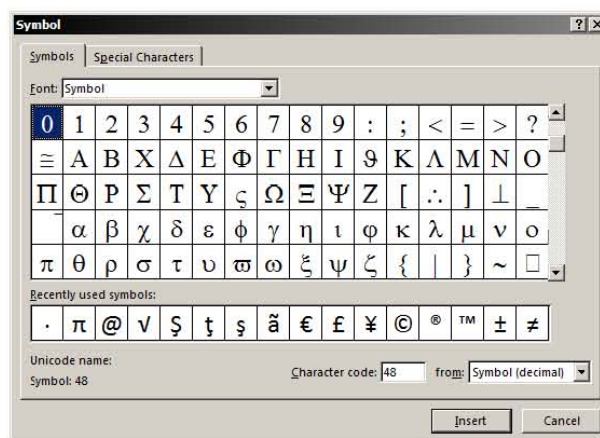 Symbol
Symbols Special Characters
Font: Symbol
0 1 2 3 4 5 6 7 8 9 : ; < = > ?
≅ Α Β Χ Δ Ε Φ Γ Η Ι ϑ Κ Λ Μ Ν Ο
Π Θ Ρ Σ Τ Υ ς Ω Ξ Ψ Ζ [ ∴ ] ⊥ _
‾ α β χ δ ε ϕ γ η ι φ κ λ μ ν ο
π θ ρ σ τ υ ϖ ω ξ ψ ζ { | } ~ □
Recently used symbols:
· π @ √ Ş ţ ş ã € £ ¥ © ® ™ ± ≠
Unicode name:
Symbol: 48
Character code: 48 from: Symbol (decimal)
Insert Cancel